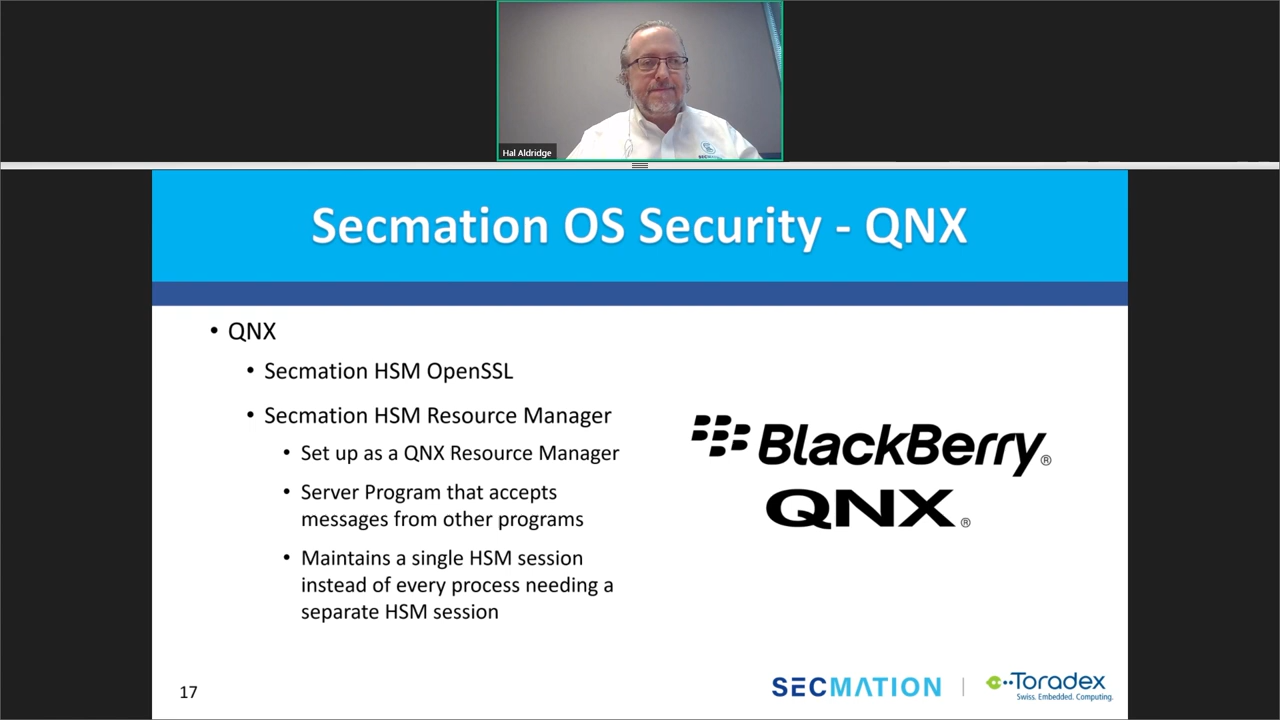 Hal Aldridge
Secmation OS Security - QNX
• QNX
• Secmation HSM OpenSSL
• Secmation HSM Resource Manager
• Set up as a QNX Resource Manager
• Server Program that accepts
messages from other programs
• Maintains a single HSM session
instead of every process needing a
separate HSM session
BlackBerry®
QNX®
17
SECMATION
Toradex
Swiss. Embedded. Computing.